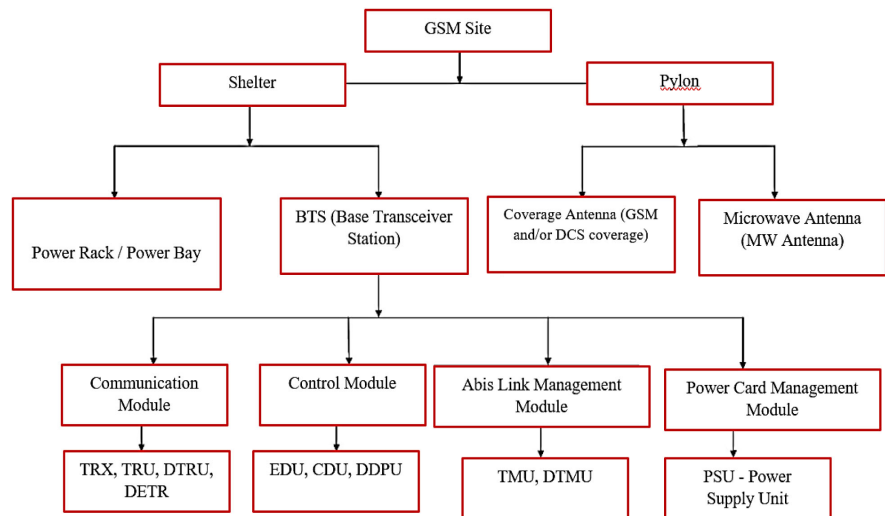 GSM Site
Shelter
Pylon
Power Rack / Power Bay
BTS (Base Transceiver
Station)
Coverage Antenna (GSM
and/or DCS coverage)
Microwave Antenna
(MW Antenna)
Communication
Module
Control Module
Abis Link Management
Module
Power Card Management
Module
TRX, TRU, DTRU,
DETR
EDU, CDU, DDPU
TMU, DTMU
PSU - Power
Supply Unit